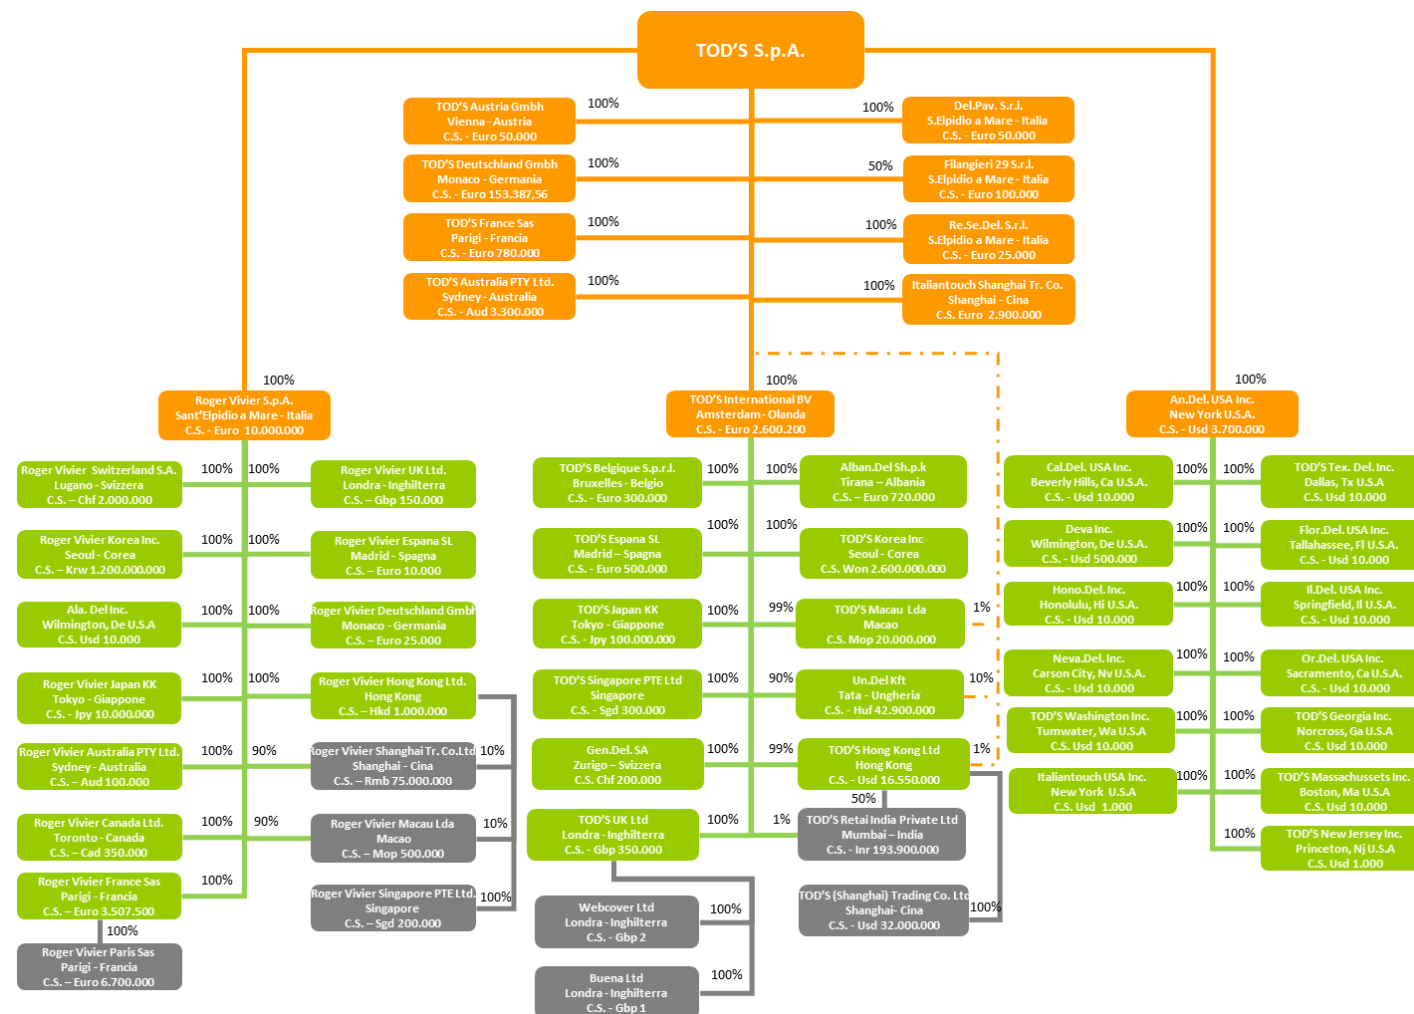 TOD'S S.p.A.
100%
TOD'S Austria Gmbh
Vienna - Austria
C.S. - Euro 50.000
100%
Del.Pav. S.r.l.
S.Elpidio a Mare - Italia
C.S. - Euro 50.000
100%
TOD'S Deutschland Gmbh
Monaco - Germania
C.S. - Euro 153.387,56
50%
Filangieri 29 S.r.l.
S.Elpidio a Mare - Italia
C.S. - Euro 100.000
100%
TOD'S France Sas
Parigi - Francia
C.S. - Euro 780.000
100%
Re.Se.Del. S.r.l.
S.Elpidio a Mare - Italia
C.S. - Euro 25.000
100%
TOD'S Australia PTY Ltd.
Sydney - Australia
C.S. - Aud 3.300.000
100%
Italiantouch Shanghai Tr. Co.
Shanghai - Cina
C.S. Euro 2.900.000
100%
Roger Vivier S.p.A.
Sant'Elpidio a Mare - Italia
C.S. - Euro 10.000.000
100%
Roger Vivier Switzerland S.A.
Lugano - Svizzera
C.S. – Chf 2.000.000
100%
Roger Vivier UK Ltd.
Londra - Inghilterra
C.S. – Gbp 150.000
100%
Roger Vivier Korea Inc.
Seoul - Corea
C.S. – Krw 1.200.000.000
100%
Roger Vivier Espana SL
Madrid - Spagna
C.S. – Euro 10.000
100%
Ala. Del Inc.
Wilmington, De U.S.A
C.S. Usd 10.000
100%
Roger Vivier Deutschland Gmbh
Monaco - Germania
C.S. – Euro 25.000
100%
Roger Vivier Japan KK
Tokyo - Giappone
C.S. - Jpy 10.000.000
100%
Roger Vivier Hong Kong Ltd.
Hong Kong
C.S. – Hkd 1.000.000
100%
Roger Vivier Australia PTY Ltd.
Sydney - Australia
C.S. – Aud 100.000
90%
Roger Vivier Shanghai Tr. Co.Ltd
Shanghai - Cina
C.S. – Rmb 75.000.000
10%
100%
Roger Vivier Canada Ltd.
Toronto - Canada
C.S. – Cad 350.000
90%
Roger Vivier Macau Lda
Macao
C.S. – Mop 500.000
10%
100%
Roger Vivier France Sas
Parigi - Francia
C.S. – Euro 3.507.500
Roger Vivier Singapore PTE Ltd.
Singapore
C.S. – Sgd 200.000
100%
100%
Roger Vivier Paris Sas
Parigi - Francia
C.S. – Euro 6.700.000
100%
TOD'S International BV
Amsterdam - Olanda
C.S. - Euro 2.600.200
100%
TOD'S Belgique S.p.r.l.
Bruxelles - Belgio
C.S. - Euro 300.000
100%
Alban.Del Sh.p.k
Tirana – Albania
C.S. – Euro 720.000
100%
TOD'S Espana SL
Madrid – Spagna
C.S. - Euro 500.000
100%
TOD'S Korea Inc
Seoul - Corea
C.S. Won 2.600.000.000
100%
TOD'S Japan KK
Tokyo - Giappone
C.S. - Jpy 100.000.000
99%
TOD'S Macau Lda
Macao
C.S. Mop 20.000.000
1%
100%
TOD'S Singapore PTE Ltd
Singapore
C.S. - Sgd 300.000
90%
Un.Del Kft
Tata - Ungheria
C.S. - Huf 42.900.000
10%
100%
Gen.Del. SA
Zurigo – Svizzera
C.S. Chf 200.000
99%
TOD'S Hong Kong Ltd
Hong Kong
C.S. - Usd 16.550.000
1%
50%
100%
TOD'S UK Ltd
Londra - Inghilterra
C.S. - Gbp 350.000
1%
TOD'S Retai India Private Ltd
Mumbai – India
C.S. - Inr 193.900.000
100%
Webcover Ltd
Londra - Inghilterra
C.S. - Gbp 2
TOD'S (Shanghai) Trading Co. Ltd
Shanghai- Cina
C.S. - Usd 32.000.000
100%
100%
Buena Ltd
Londra - Inghilterra
C.S. - Gbp 1
100%
An.Del. USA Inc.
New York U.S.A.
C.S. - Usd 3.700.000
100%
Cal.Del. USA Inc.
Beverly Hills, Ca U.S.A.
C.S. - Usd 10.000
100%
TOD'S Tex. Del. Inc.
Dallas, Tx U.S.A
C.S. Usd 10.000
100%
Deva Inc.
Wilmington, De U.S.A.
C.S. - Usd 500.000
100%
Flor.Del. USA Inc.
Tallahassee, Fl U.S.A.
C.S. - Usd 10.000
100%
Hono.Del. Inc.
Honolulu, Hi U.S.A.
C.S. - Usd 10.000
100%
Il.Del. USA Inc.
Springfield, Il U.S.A.
C.S. - Usd 10.000
100%
Neva.Del. Inc.
Carson City, Nv U.S.A.
C.S. - Usd 10.000
100%
Or.Del. USA Inc.
Sacramento, Ca U.S.A.
C.S. - Usd 10.000
100%
TOD'S Washington Inc.
Tumwater, Wa U.S.A
C.S. Usd 10.000
100%
TOD'S Georgia Inc.
Norcross, Ga U.S.A
C.S. Usd 10.000
100%
Italiantouch USA Inc.
New York U.S.A
C.S. Usd 1.000
100%
TOD'S Massachussets Inc.
Boston, Ma U.S.A
C.S. - Usd 10.000
100%
TOD'S New Jersey Inc.
Princeton, Nj U.S.A
C.S. Usd 1.000